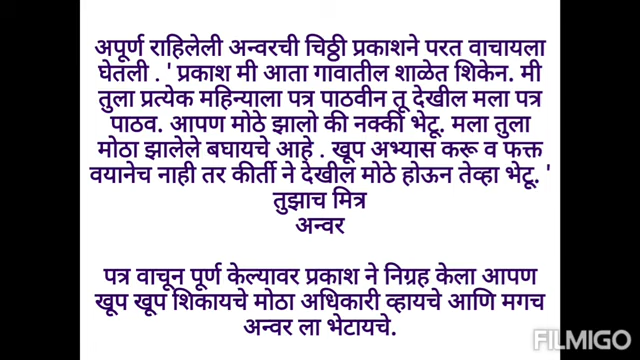 अपूर्ण राहिलेली अन्वरची चिठ्ठी प्रकाशने परत वाचायला
घेतली . ' प्रकाश मी आता गावातील शाळेत शिकेन. मी
तुला प्रत्येक महिन्याला पत्र पाठवीन तू देखील मला पत्र
पाठव. आपण मोठे झालो की नक्की भेटू. मला तुला
मोठा झालेले बघायचे आहे . खूप अभ्यास करू व फक्त
वयानेच नाही तर कीर्ती ने देखील मोठे होऊन तेव्हा भेटू. '
तुझाच मित्र
अन्वर
पत्र वाचून पूर्ण केल्यावर प्रकाश ने निग्रह केला आपण
खूप खूप शिकायचे मोठा अधिकारी व्हायचे आणि मगच
अन्वर ला भेटायचे.
FILMIGO